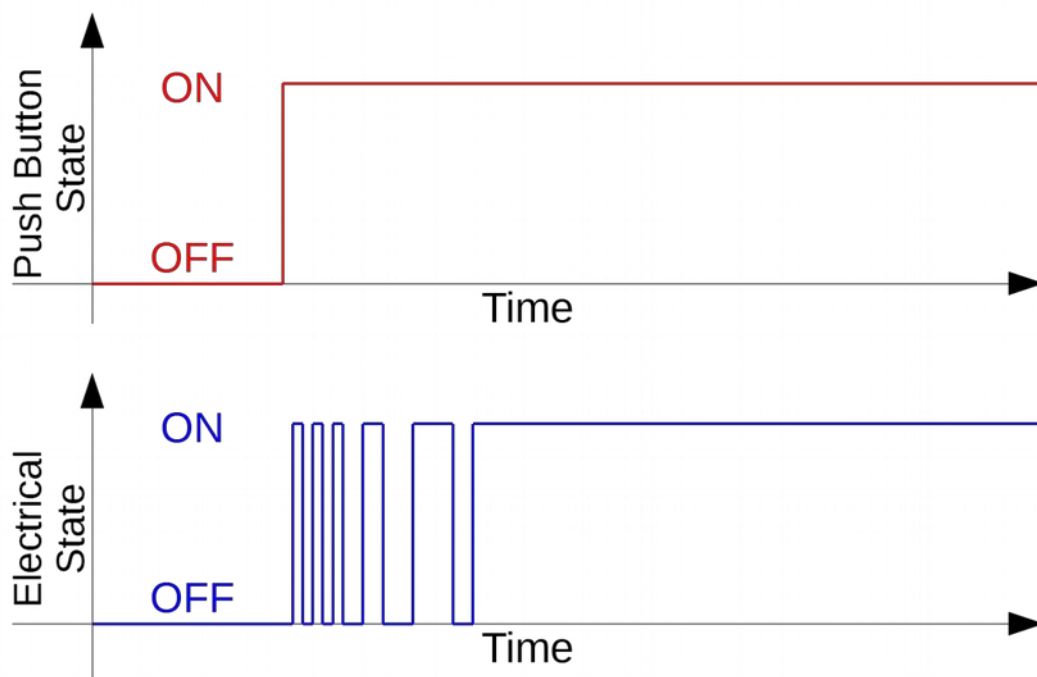 Push Button
State
ON
OFF
Time
Electrical
State
ON
OFF
Time